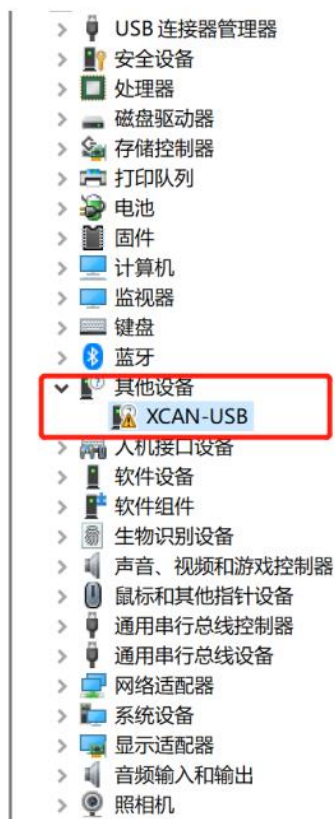 USB 连接器管理器
安全设备
处理器
磁盘驱动器
存储控制器
打印队列
电池
固件
计算机
监视器
键盘
蓝牙
其他设备
XCAN-USB
人机接口设备
软件设备
软件组件
生物识别设备
声音、视频和游戏控制器
鼠标和其他指针设备
通用串行总线控制器
通用串行总线设备
网络适配器
系统设备
显示适配器
音频输入和输出
照相机